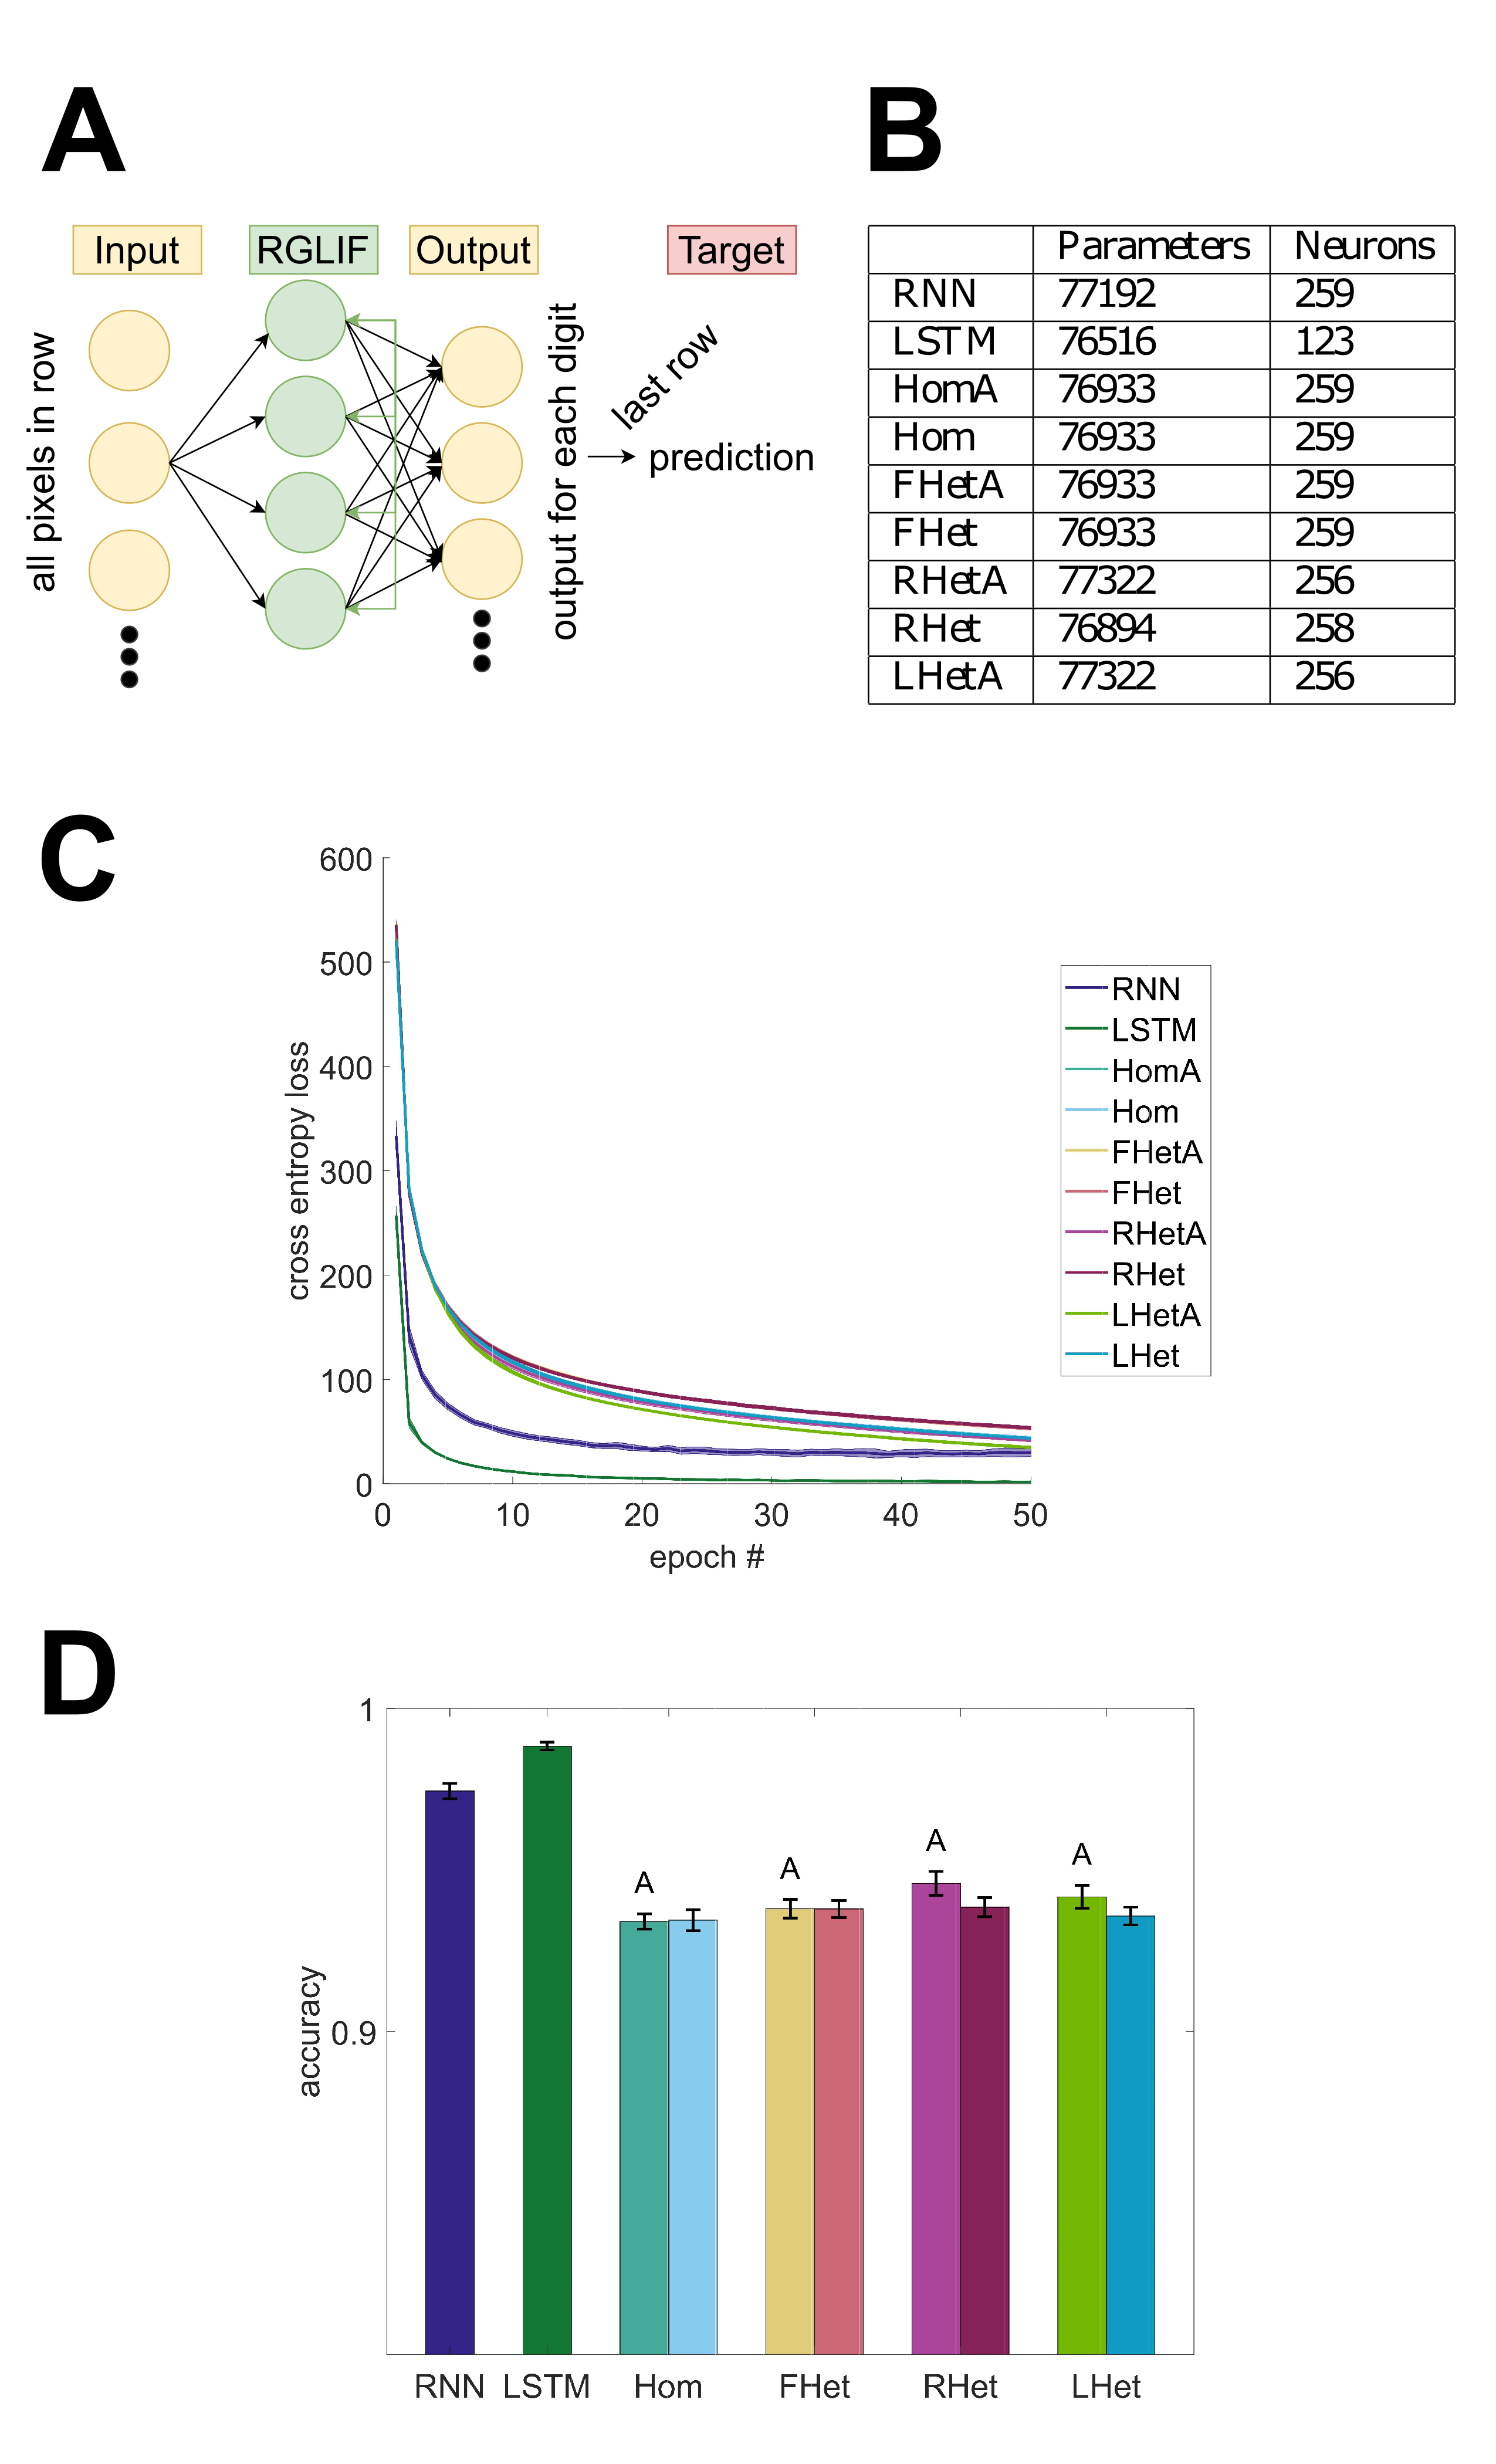 A
B
Input
RGLIF
Output
Target
all pixels in row
output for each digit
last row
prediction
Parameters Neurons
RNN 77192 259
LSTM 76516 123
HomA 76933 259
Hom 76933 259
FHetA 76933 259
FHet 76933 259
RHetA 77322 256
RHet 76894 258
LHetA 77322 256
C
600
500
400
300
200
100
0
cross entropy loss
0 10 20 30 40 50
epoch #
RNN
LSTM
HomA
Hom
FHetA
FHet
RHetA
RHet
LHetA
LHet
D
1
0.9
accuracy
A
A
A
A
RNN LSTM Hom FHet RHet LHet